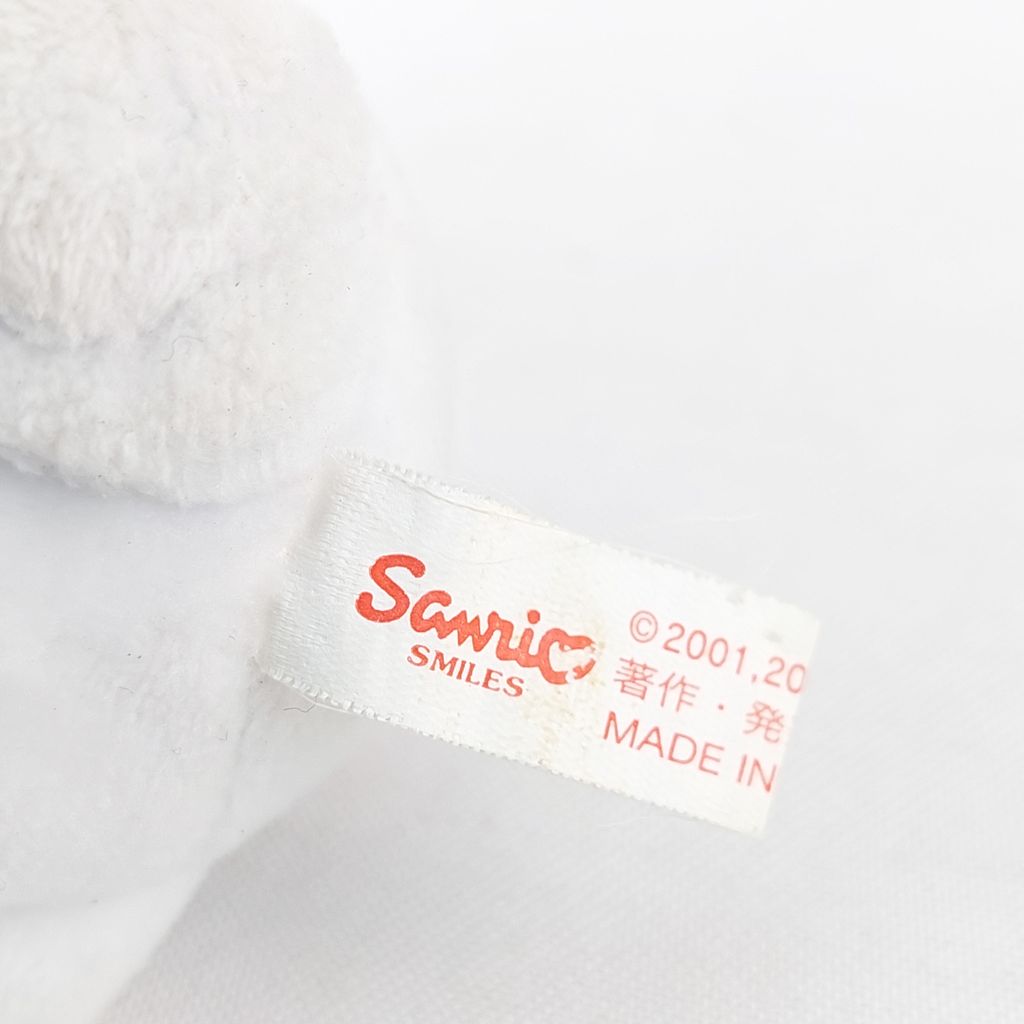 Sanrio
SMILES
©2001,20
著作・発
MADE IN